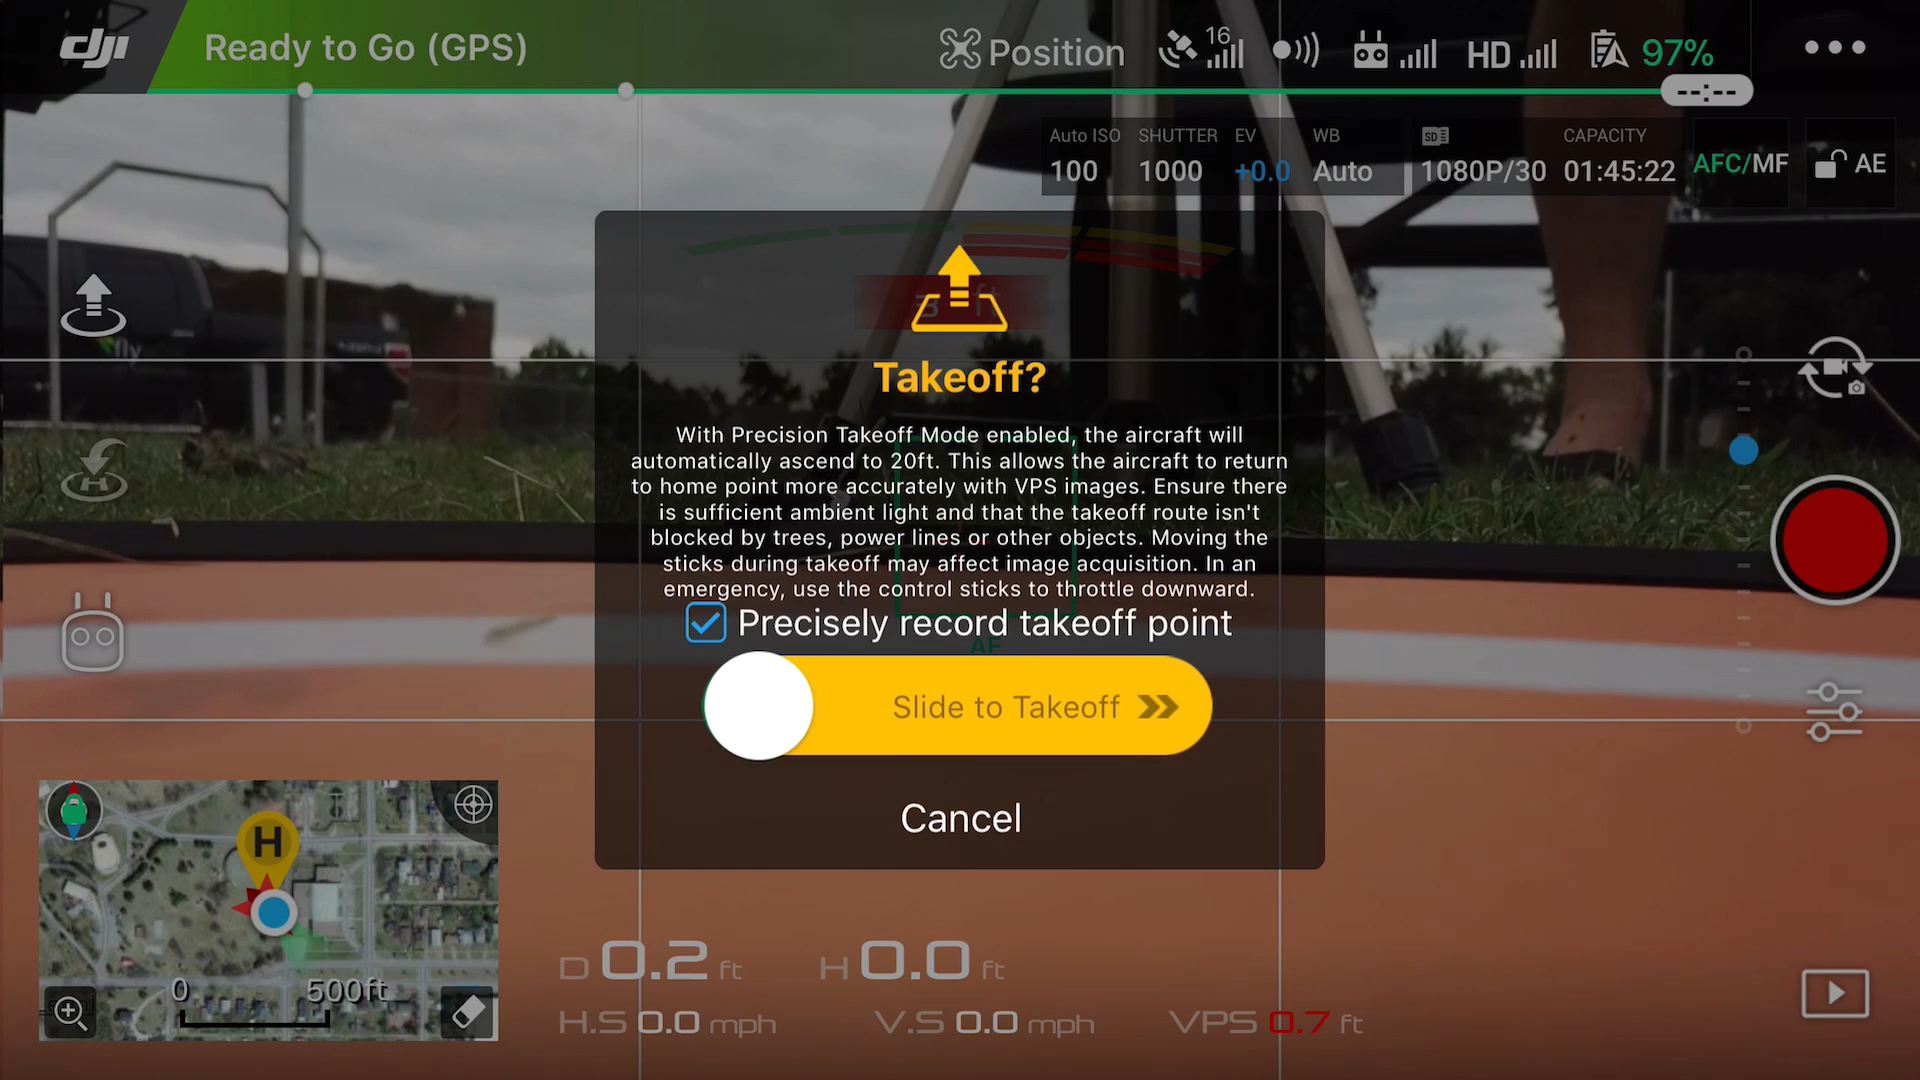 dji
Ready to Go (GPS)
Position
16
HD
97%
--:--
Auto ISO
100
SHUTTER
1000
EV
+0.0
WB
Auto
SD
1080P/30
CAPACITY
01:45:22
AFC/MF
AE
fly
ft
Takeoff?
With Precision Takeoff Mode enabled, the aircraft will
automatically ascend to 20ft. This allows the aircraft to return
to home point more accurately with VPS images. Ensure there
is sufficient ambient light and that the takeoff route isn't
blocked by trees, power lines or other objects. Moving the
sticks during takeoff may affect image acquisition. In an
emergency, use the control sticks to throttle downward.
Precisely record takeoff point
AF
Slide to Takeoff
Cancel
H
H
0
500ft
D 0.2 ft
H 0.0 ft
H.S 0.0 mph
V.S 0.0 mph
VPS 0.7 ft